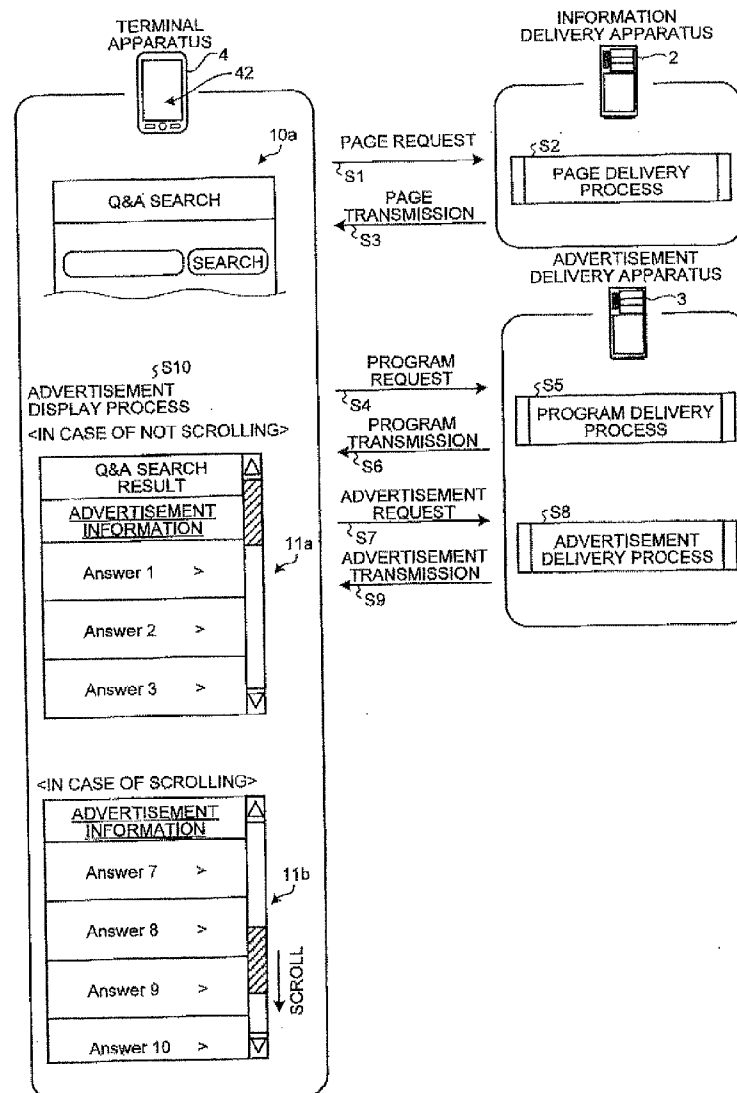 TERMINAL
APPARATUS
4
42
INFORMATION
DELIVERY APPARATUS
2
10a
PAGE REQUEST
S1
S2
PAGE DELIVERY
PROCESS
PAGE
TRANSMISSION
S3
Q&A SEARCH
SEARCH
ADVERTISEMENT
DELIVERY APPARATUS
3
S10
ADVERTISEMENT
DISPLAY PROCESS
<IN CASE OF NOT SCROLLING>
PROGRAM
REQUEST
S4
S5
PROGRAM DELIVERY
PROCESS
PROGRAM
TRANSMISSION
S6
Q&A SEARCH
RESULT
ADVERTISEMENT
INFORMATION
11a
Answer 1 >
Answer 2 >
Answer 3 >
ADVERTISEMENT
REQUEST
S7
S8
ADVERTISEMENT
DELIVERY PROCESS
ADVERTISEMENT
TRANSMISSION
S9
<IN CASE OF SCROLLING>
ADVERTISEMENT
INFORMATION
11b
Answer 7 >
Answer 8 >
Answer 9 >
Answer 10 >
SCROLL